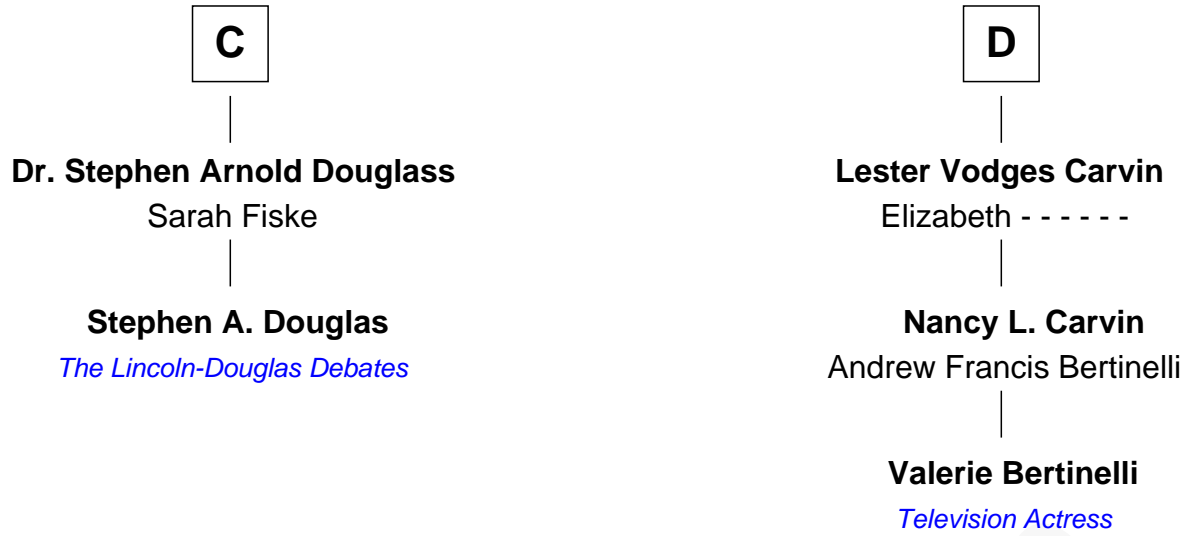 C
Dr. Stephen Arnold Douglass
Sarah Fiske
Stephen A. Douglas
The Lincoln-Douglas Debates
D
Lester Vodges Carvin
Elizabeth - - - - - -
Nancy L. Carvin
Andrew Francis Bertinelli
Valerie Bertinelli
Television Actress